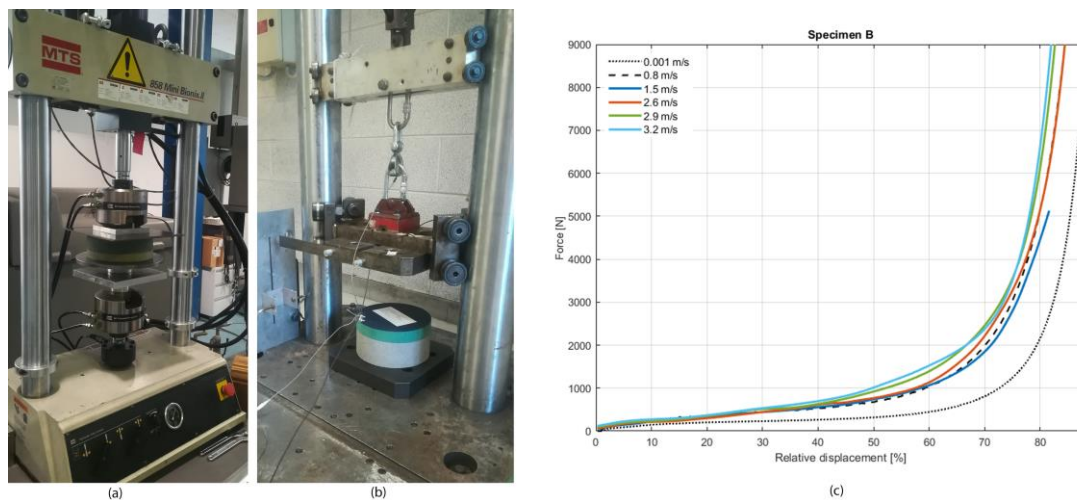 MTS
858 Mini Bionix II
(a)
(b)
Specimen B
0.001 m/s
0.8 m/s
1.5 m/s
2.6 m/s
2.9 m/s
3.2 m/s
9000
8000
7000
6000
5000
4000
3000
2000
1000
0
Force [N]
0 10 20 30 40 50 60 70 80
Relative displacement [%]
(c)